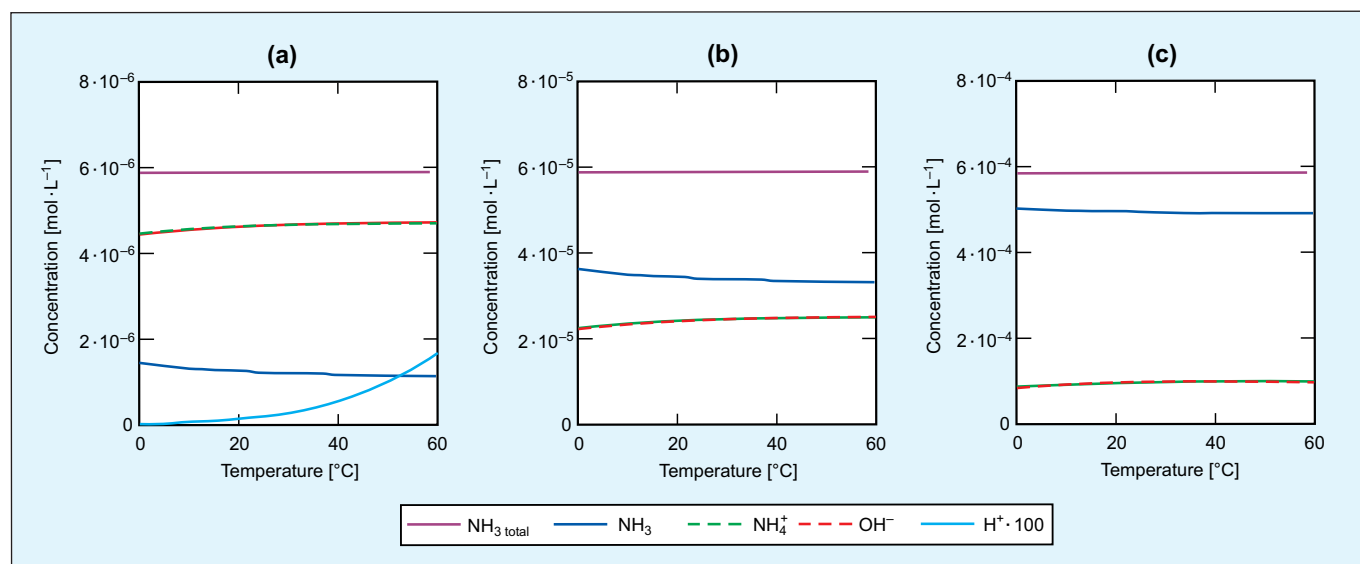 (a)
8·10⁻⁶
6·10⁻⁶
4·10⁻⁶
2·10⁻⁶
0
Concentration [mol·L⁻¹]
0 20 40 60
Temperature [°C]
(b)
8·10⁻⁵
6·10⁻⁵
4·10⁻⁵
2·10⁻⁵
0
Concentration [mol·L⁻¹]
0 20 40 60
Temperature [°C]
(c)
8·10⁻⁴
6·10⁻⁴
4·10⁻⁴
2·10⁻⁴
0
Concentration [mol·L⁻¹]
0 20 40 60
Temperature [°C]
NH₃ total NH₃ NH₄⁺ OH⁻ H⁺·100